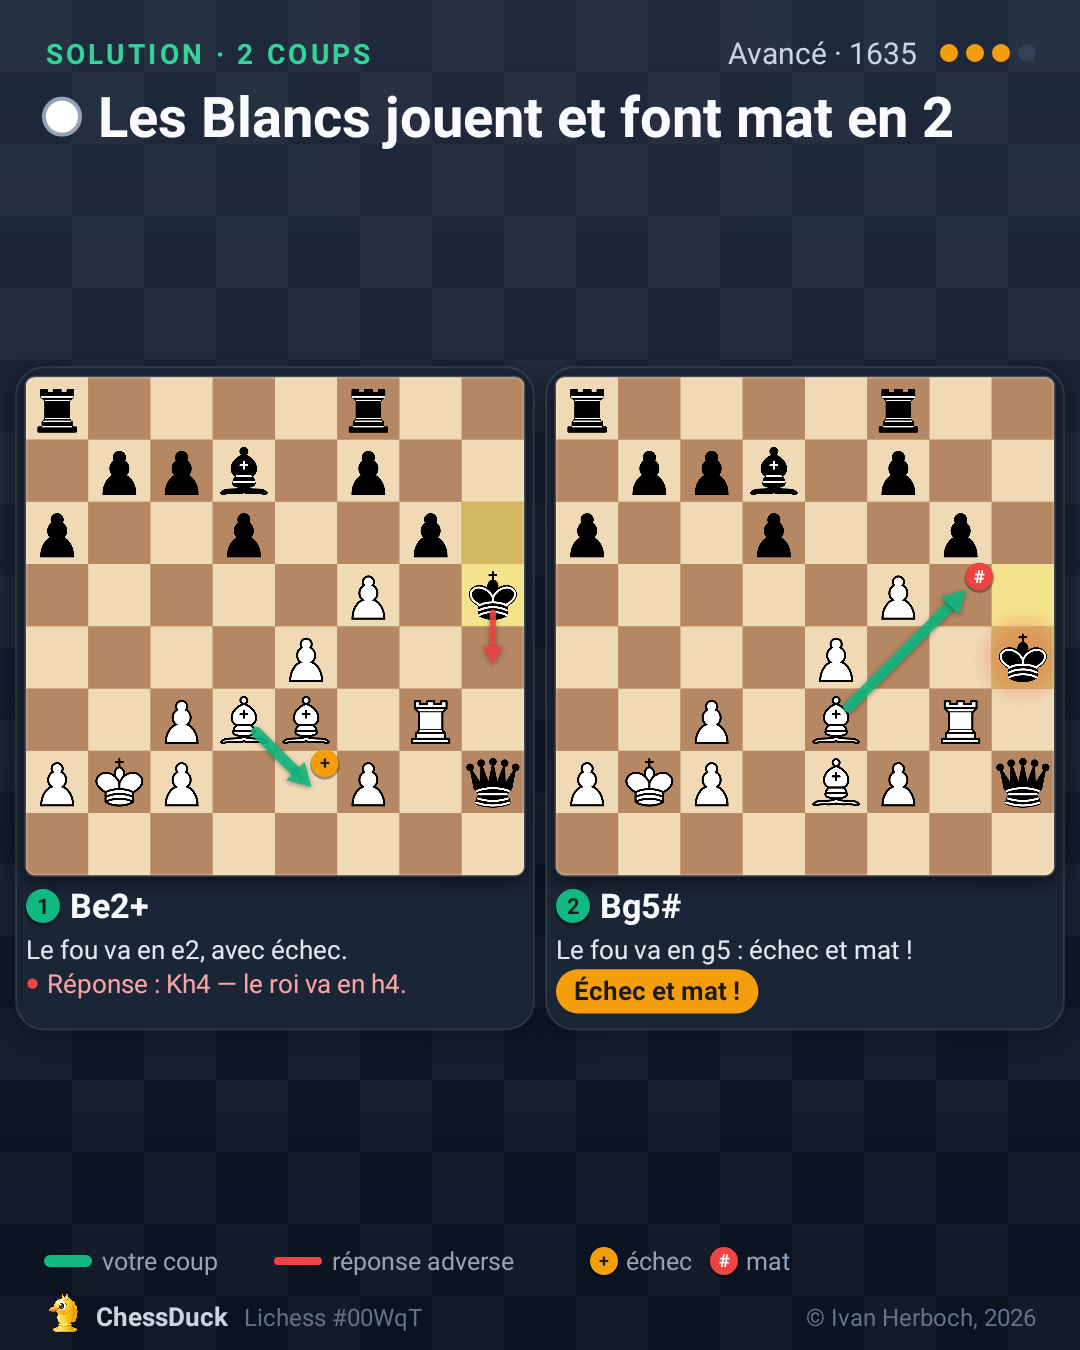 SOLUTION · 2 COUPS
Avancé · 1635
Les Blancs jouent et font mat en 2
+
#
1 Be2+
Le fou va en e2, avec échec.
• Réponse : Kh4 — le roi va en h4.
2 Bg5#
Le fou va en g5 : échec et mat !
Échec et mat !
votre coup
réponse adverse
+ échec
# mat
ChessDuck Lichess #00WqT
© Ivan Herboch, 2026